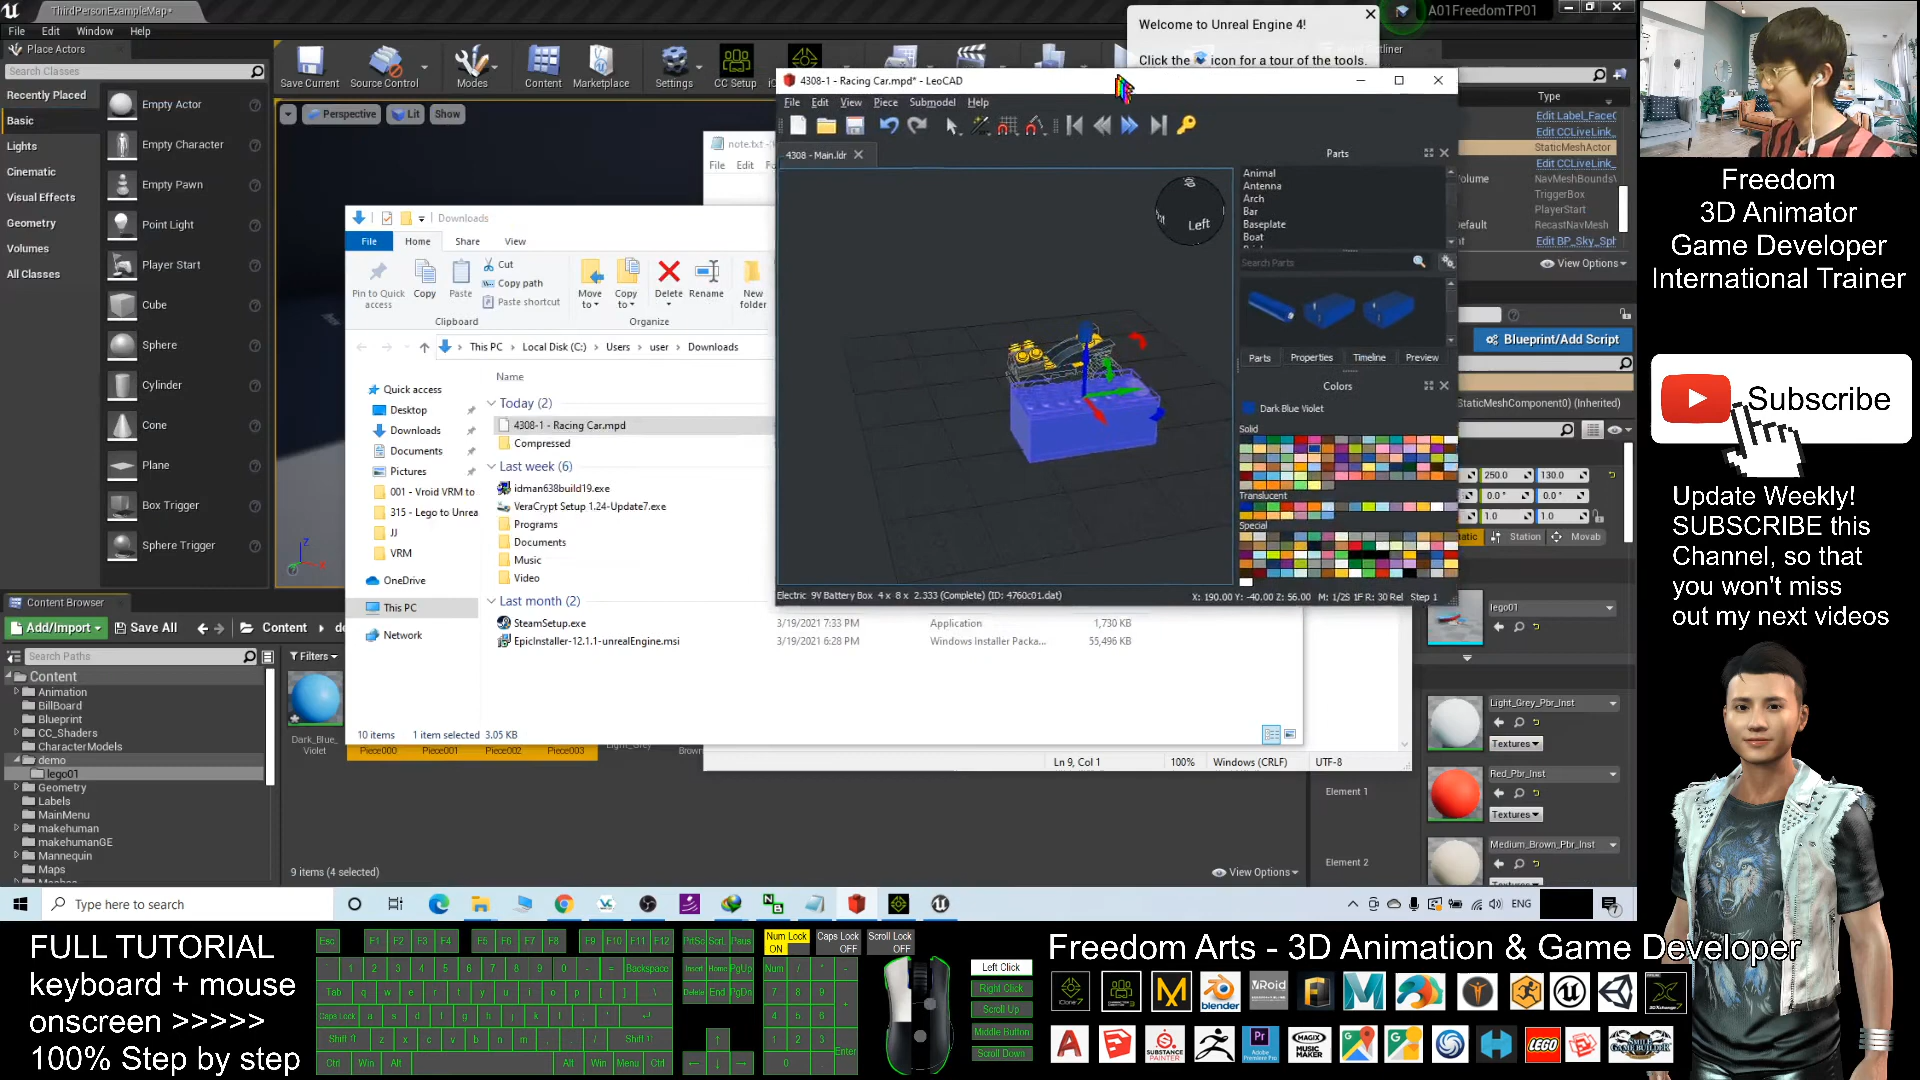 ThirdPersonExampleMap*
File Edit Window Help
Place Actors
Search Classes
Recently Placed
Basic
Lights
Cinematic
Visual Effects
Geometry
Volumes
All Classes
Empty Actor
Empty Character
Empty Pawn
Point Light
Player Start
Cube
Sphere
Cylinder
Cone
Plane
Box Trigger
Sphere Trigger
Save Current
Source Control
Modes
Content
Marketplace
Settings
CC Setup
Perspective
Lit
Show
Welcome to Unreal Engine 4!
Click the icon for a tour of the tools.
A01FreedomTP01
note.txt -
File Edit
Downloads
File Home Share View
Pin to Quick access
Copy
Paste
Cut
Copy path
Paste shortcut
Move to
Copy to
Delete
Rename
New folder
Clipboard
Organize
This PC > Local Disk (C:) > Users > user > Downloads
Name
Quick access
Desktop
Downloads
Documents
Pictures
001 - Vroid VRM to
315 - Lego to Unrea
JJ
VRM
OneDrive
This PC
Network
Today (2)
4308-1 - Racing Car.mpd
Compressed
Last week (6)
idman638build19.exe
VeraCrypt Setup 1.24-Update7.exe
Programs
Documents
Music
Video
Last month (2)
SteamSetup.exe 3/19/2021 7:33 PM Application 1,730 KB
EpicInstaller-12.1.1-unrealEngine.msi 3/19/2021 6:28 PM Windows Installer Packa... 55,496 KB
10 items 1 item selected 3.05 KB
Ln 9, Col 1 100% Windows (CRLF) UTF-8
4308-1 - Racing Car.mpd* - LeoCAD
File Edit View Piece Submodel Help
4308 - Main.ldr
Left
Parts
Animal
Antenna
Arch
Bar
Baseplate
Boat
Search Parts
Parts Properties Timeline Preview
Colors
Dark Blue Violet
Solid
Translucent
Special
Electric 9V Battery Box 4 x 8 x 2.333 (Complete) (ID: 4760c01.dat)
X: 190.00 Y: -40.00 Z: 56.00 M: 1/2S 1F R: 30 Rel Step 1
Type
Edit Label_FaceC
Edit CCLiveLink_
StaticMeshActor
Edit CCLiveLink_
NavMeshBounds\
TriggerBox
PlayerStart
RecastNavMesh
Edit BP_Sky_Sph
View Options
Blueprint/Add Script
StaticMeshComponent0) (Inherited)
250.0 130.0
0.0° 0.0°
1.0 1.0
Station
Movab
lego01
Light_Grey_Pbr_Inst
Textures
Red_Pbr_Inst
Textures
Medium_Brown_Pbr_Inst
Element 1
Element 2
Content Browser
Add/Import
Save All
Content
Search Paths
Filters
Content
Animation
BillBoard
Blueprint
CC_Shaders
CharacterModels
demo
lego01
Geometry
Labels
MainMenu
makehuman
makehumanGE
Mannequin
Maps
Dark_Blue_Violet
Piece000 Piece001 Piece002 Piece003
9 items (4 selected)
View Options
Type here to search
ENG
Freedom
3D Animator
Game Developer
International Trainer
Subscribe
Update Weekly!
SUBSCRIBE this
Channel, so that
you won't miss
out my next videos
FULL TUTORIAL
keyboard + mouse
onscreen >>>>>
100% Step by step
Num Lock ON
Caps Lock OFF
Scroll Lock OFF
Left Click
Right Click
Scroll Up
Middle Button
Scroll Down
Freedom Arts - 3D Animation & Game Developer